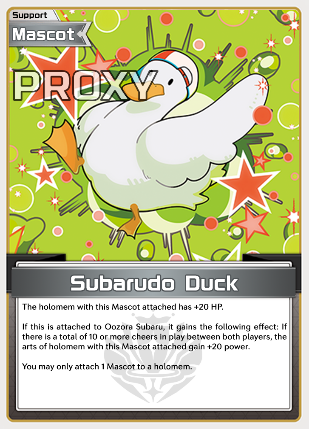 Support
Mascot
PROXY
Subarudo Duck
The holomem with this Mascot attached has +20 HP.
If this is attached to Oozora Subaru, it gains the following effect: If
there is a total of 10 or more cheers in play between both players, the
arts of holomem with this Mascot attached gain +20 power.
You may only attach 1 Mascot to a holomem.